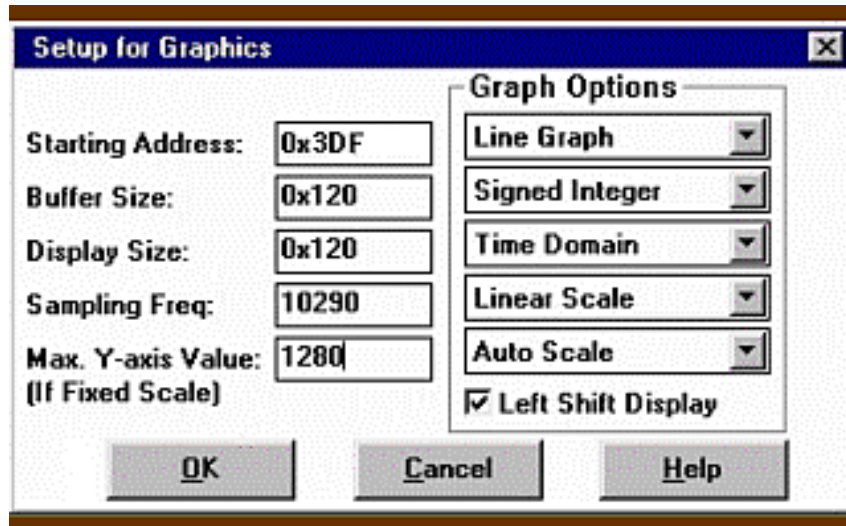 Setup for Graphics
Starting Address: 0x3DF
Buffer Size: 0x120
Display Size: 0x120
Sampling Freq: 10290
Max. Y-axis Value: 1280
(If Fixed Scale)
Graph Options
Line Graph
Signed Integer
Time Domain
Linear Scale
Auto Scale
Left Shift Display
OK Cancel Help